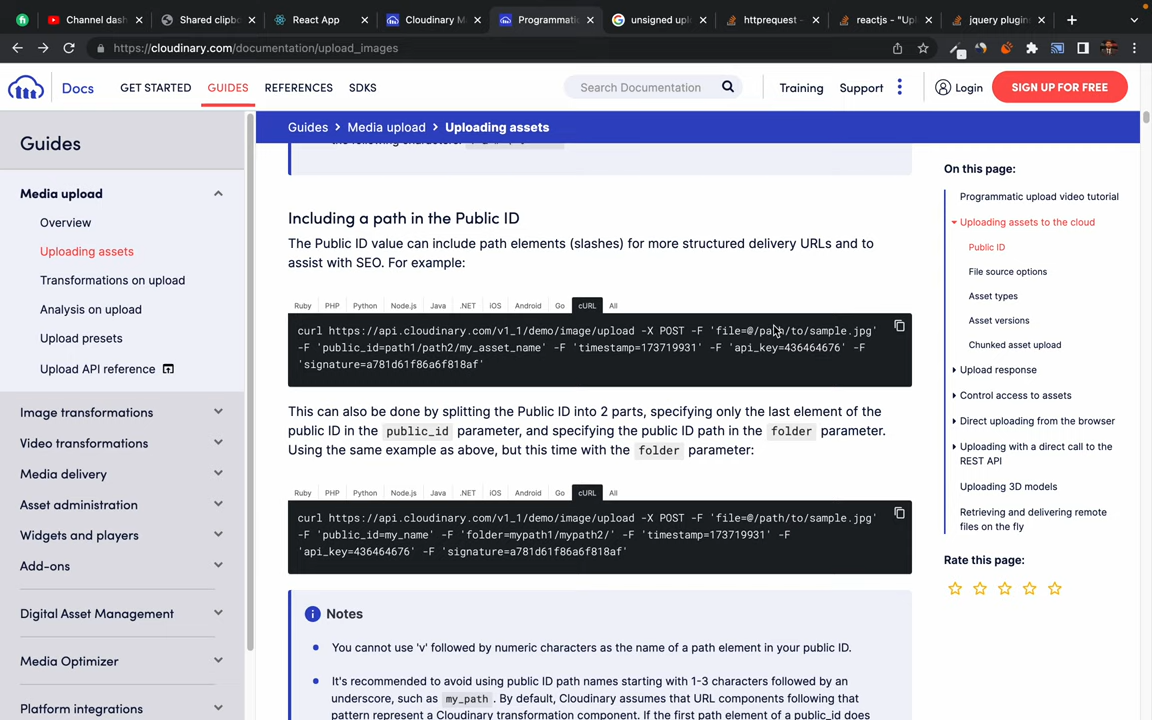 Channel dash
Shared clipb
React App
Cloudinary M
Programmatic
unsigned uplo
httprequest -
reactjs - "Upl
jquery plugin
https://cloudinary.com/documentation/upload_images
Docs
GET STARTED
GUIDES
REFERENCES
SDKS
Search Documentation
Training
Support
Login
SIGN UP FOR FREE
Guides
Media upload
Overview
Uploading assets
Transformations on upload
Analysis on upload
Upload presets
Upload API reference
Image transformations
Video transformations
Media delivery
Asset administration
Widgets and players
Add-ons
Digital Asset Management
Media Optimizer
Platform integrations
Guides > Media upload > Uploading assets
Including a path in the Public ID
The Public ID value can include path elements (slashes) for more structured delivery URLs and to
assist with SEO. For example:
Ruby PHP Python Node.js Java .NET iOS Android Go cURL All
curl https://api.cloudinary.com/v1_1/demo/image/upload -X POST -F 'file=@/path/to/sample.jpg'
-F 'public_id=path1/path2/my_asset_name' -F 'timestamp=173719931' -F 'api_key=436464676' -F
'signature=a781d61f86a6f818af'
This can also be done by splitting the Public ID into 2 parts, specifying only the last element of the
public ID in the public_id parameter, and specifying the public ID path in the folder parameter.
Using the same example as above, but this time with the folder parameter:
Ruby PHP Python Node.js Java .NET iOS Android Go cURL All
curl https://api.cloudinary.com/v1_1/demo/image/upload -X POST -F 'file=@/path/to/sample.jpg'
-F 'public_id=my_name' -F 'folder=mypath1/mypath2/' -F 'timestamp=173719931' -F
'api_key=436464676' -F 'signature=a781d61f86a6f818af'
Notes
You cannot use 'v' followed by numeric characters as the name of a path element in your public ID.
It's recommended to avoid using public ID path names starting with 1-3 characters followed by an
underscore, such as my_path. By default, Cloudinary assumes that URL components following that
pattern represent a Cloudinary transformation component. If the first path element of a public_id does
On this page:
Programmatic upload video tutorial
Uploading assets to the cloud
Public ID
File source options
Asset types
Asset versions
Chunked asset upload
Upload response
Control access to assets
Direct uploading from the browser
Uploading with a direct call to the
REST API
Uploading 3D models
Retrieving and delivering remote
files on the fly
Rate this page: